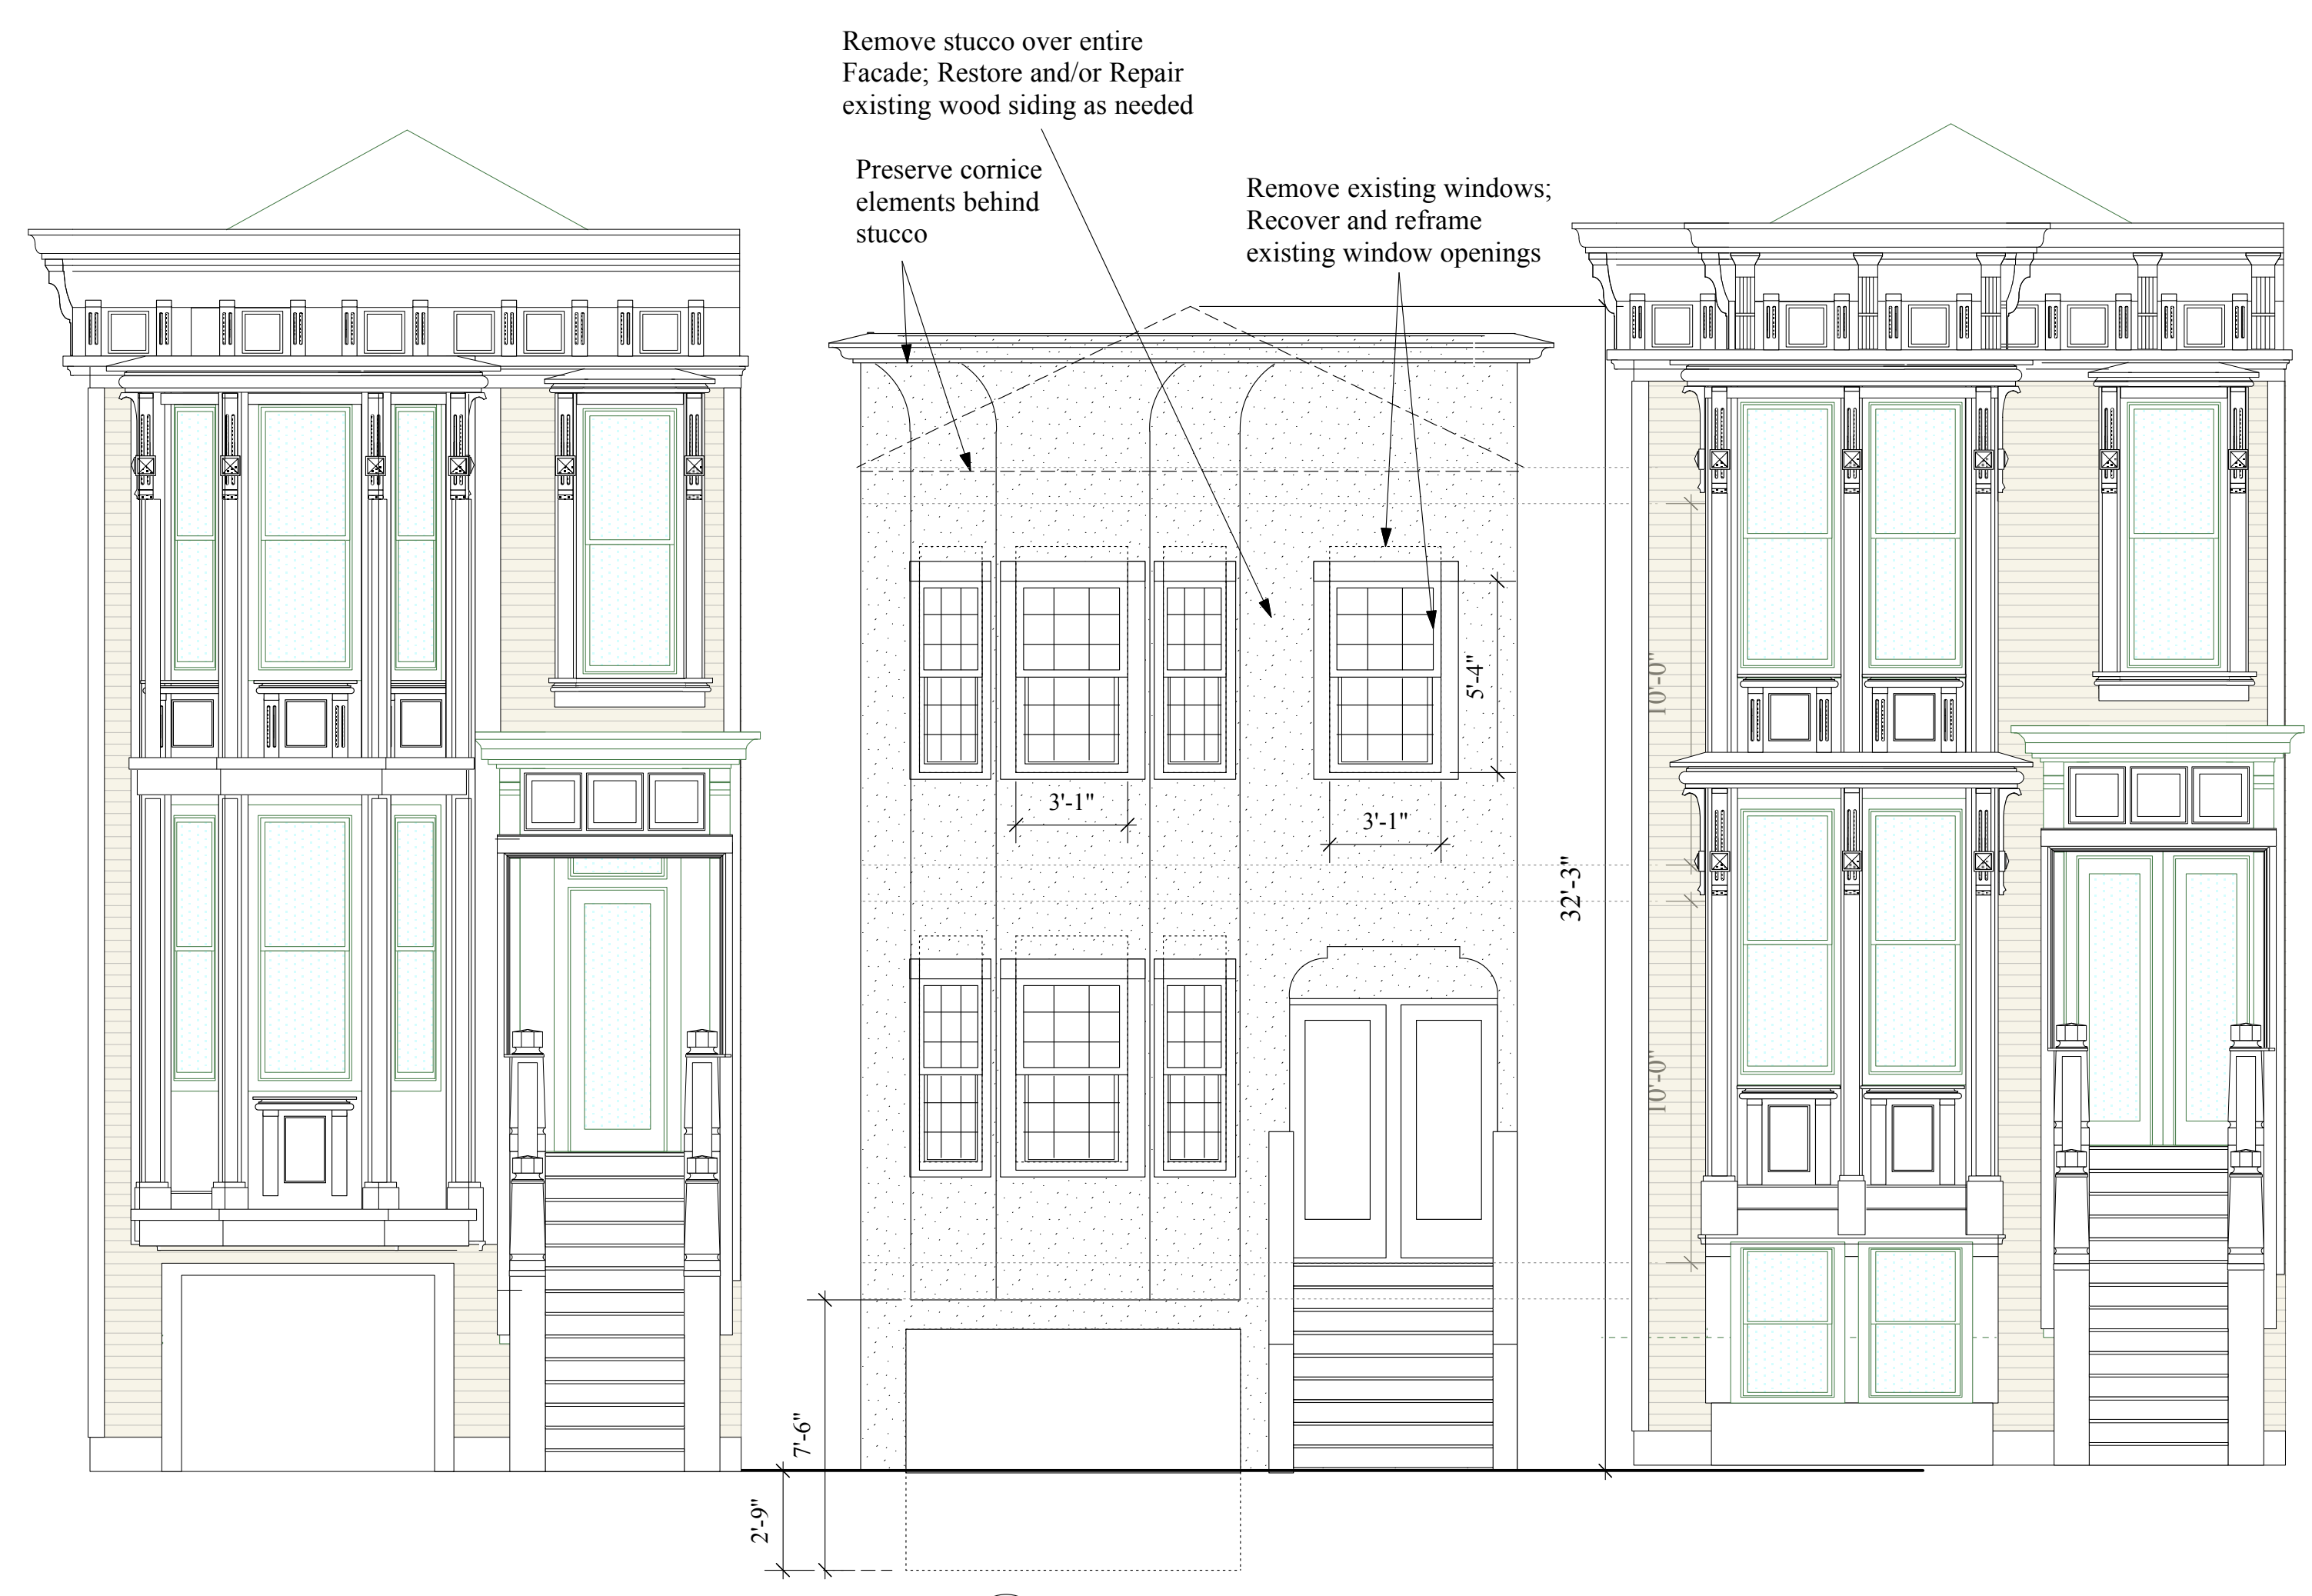 Remove stucco over entire
Facade; Restore and/or Repair
existing wood siding as needed
Preserve cornice
elements behind
stucco
Remove existing windows;
Recover and reframe
existing window openings
5'-4"
10'-0"
3'-1"
3'-1"
32'-3"
10'-0"
7'-6"
2'-9"